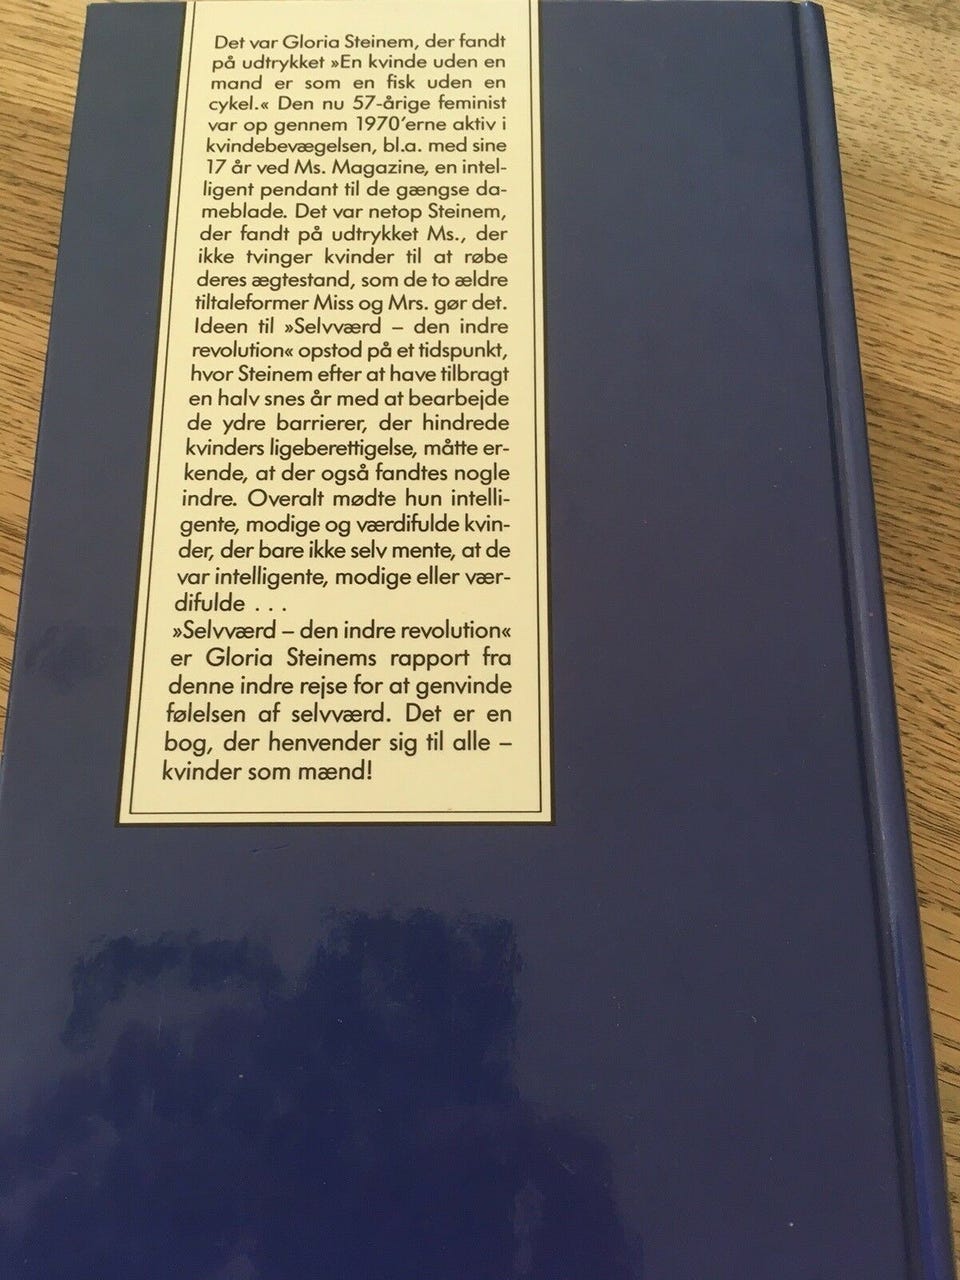 Det var Gloria Steinem, der fandt
på udtrykket »En kvinde uden en
mand er som en fisk uden en
cykel.« Den nu 57-årige feminist
var op gennem 1970'erne aktiv i
kvindebevægelsen, bl.a. med sine
17 år ved Ms. Magazine, en intel-
ligent pendant til de gængse da-
meblade. Det var netop Steinem,
der fandt på udtrykket Ms., der
ikke tvinger kvinder til at røbe
deres ægtestand, som de to ældre
tiltaleformer Miss og Mrs. gør det.
Ideen til »Selvværd – den indre
revolution« opstod på et tidspunkt,
hvor Steinem efter at have tilbragt
en halv snes år med at bearbejde
de ydre barrierer, der hindrede
kvinders ligeberettigelse, måtte er-
kende, at der også fandtes nogle
indre. Overalt mødte hun intelli-
gente, modige og værdifulde kvin-
der, der bare ikke selv mente, at de
var intelligente, modige eller vær-
difulde . . .
»Selvværd – den indre revolution«
er Gloria Steinems rapport fra
denne indre rejse for at genvinde
følelsen af selvværd. Det er en
bog, der henvender sig til alle –
kvinder som mænd!